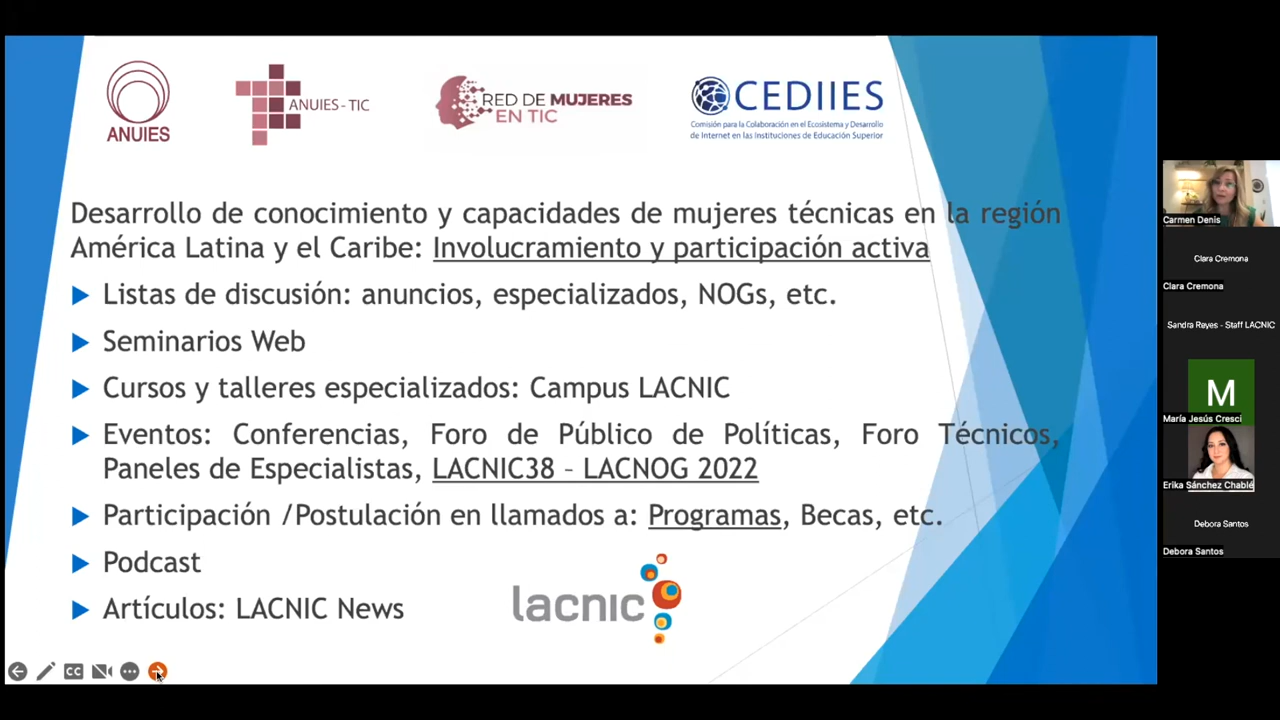 ANUIES
ANUIES - TIC
RED DE MUJERES
EN TIC
CEDIIES
Comisión para la Colaboración en el Ecosistema y Desarrollo
de Internet en las Instituciones de Educación Superior
Desarrollo de conocimiento y capacidades de mujeres técnicas en la región
América Latina y el Caribe: Involucramiento y participación activa
Listas de discusión: anuncios, especializados, NOGs, etc.
Seminarios Web
Cursos y talleres especializados: Campus LACNIC
Eventos: Conferencias, Foro de Público de Políticas, Foro Técnicos,
Paneles de Especialistas, LACNIC38 – LACNOG 2022
Participación /Postulación en llamados a: Programas, Becas, etc.
Podcast
Artículos: LACNIC News
lacnic
CC
Carmen Denis
Clara Cremona
Clara Cremona
Sandra Reyes - Staff LACNIC
M
María Jesús Cresci
Erika Sánchez Chablé
Debora Santos
Debora Santos